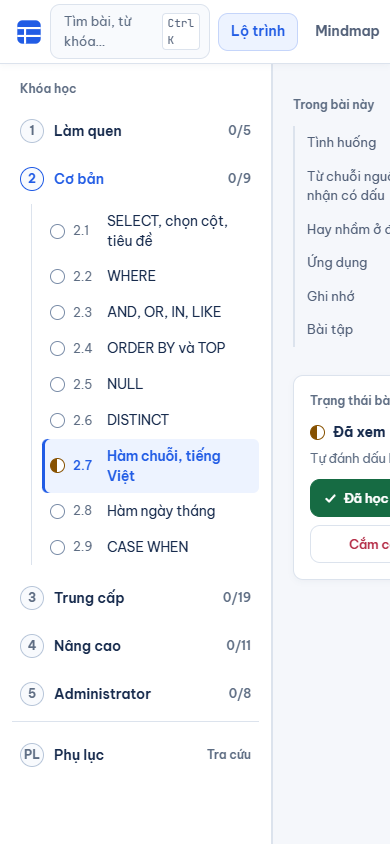 Tìm bài, từ
khóa...
Ctrl
K
Lộ trình
Mindmap
Khóa học
1 Làm quen 0/5
2 Cơ bản 0/9
2.1 SELECT, chọn cột,
tiêu đề
2.2 WHERE
2.3 AND, OR, IN, LIKE
2.4 ORDER BY và TOP
2.5 NULL
2.6 DISTINCT
2.7 Hàm chuỗi, tiếng
Việt
2.8 Hàm ngày tháng
2.9 CASE WHEN
3 Trung cấp 0/19
4 Nâng cao 0/11
5 Administrator 0/8
PL Phụ lục Tra cứu
Trong bài này
Tình huống
Từ chuỗi
nhận có dấu
Hay nhầm ở
Ứng dụng
Ghi nhớ
Bài tập
Trạng thái
Đã xem
Tự đánh dấu
Đã học
Cắm